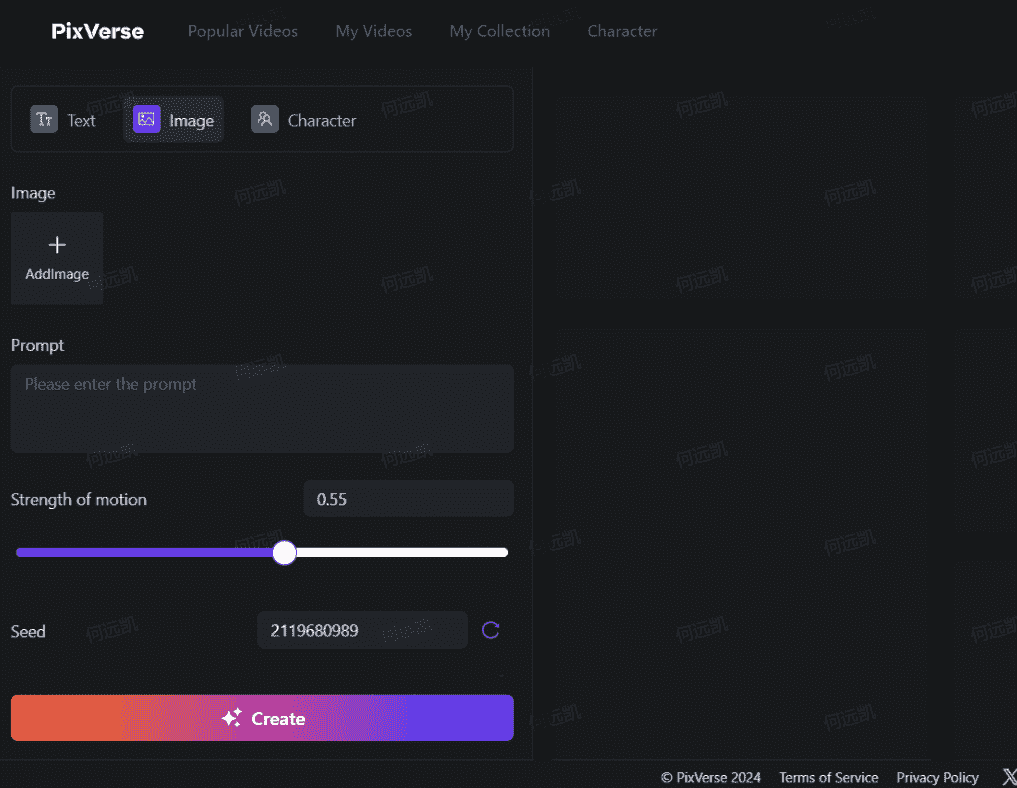 PixVerse Popular Videos My Videos My Collection Character
Tт Text Image Character
Image
AddImage
Prompt
Please enter the prompt
Strength of motion 0.55
Seed 2119680989
Create
© PixVerse 2024 Terms of Service Privacy Policy X
何远凯